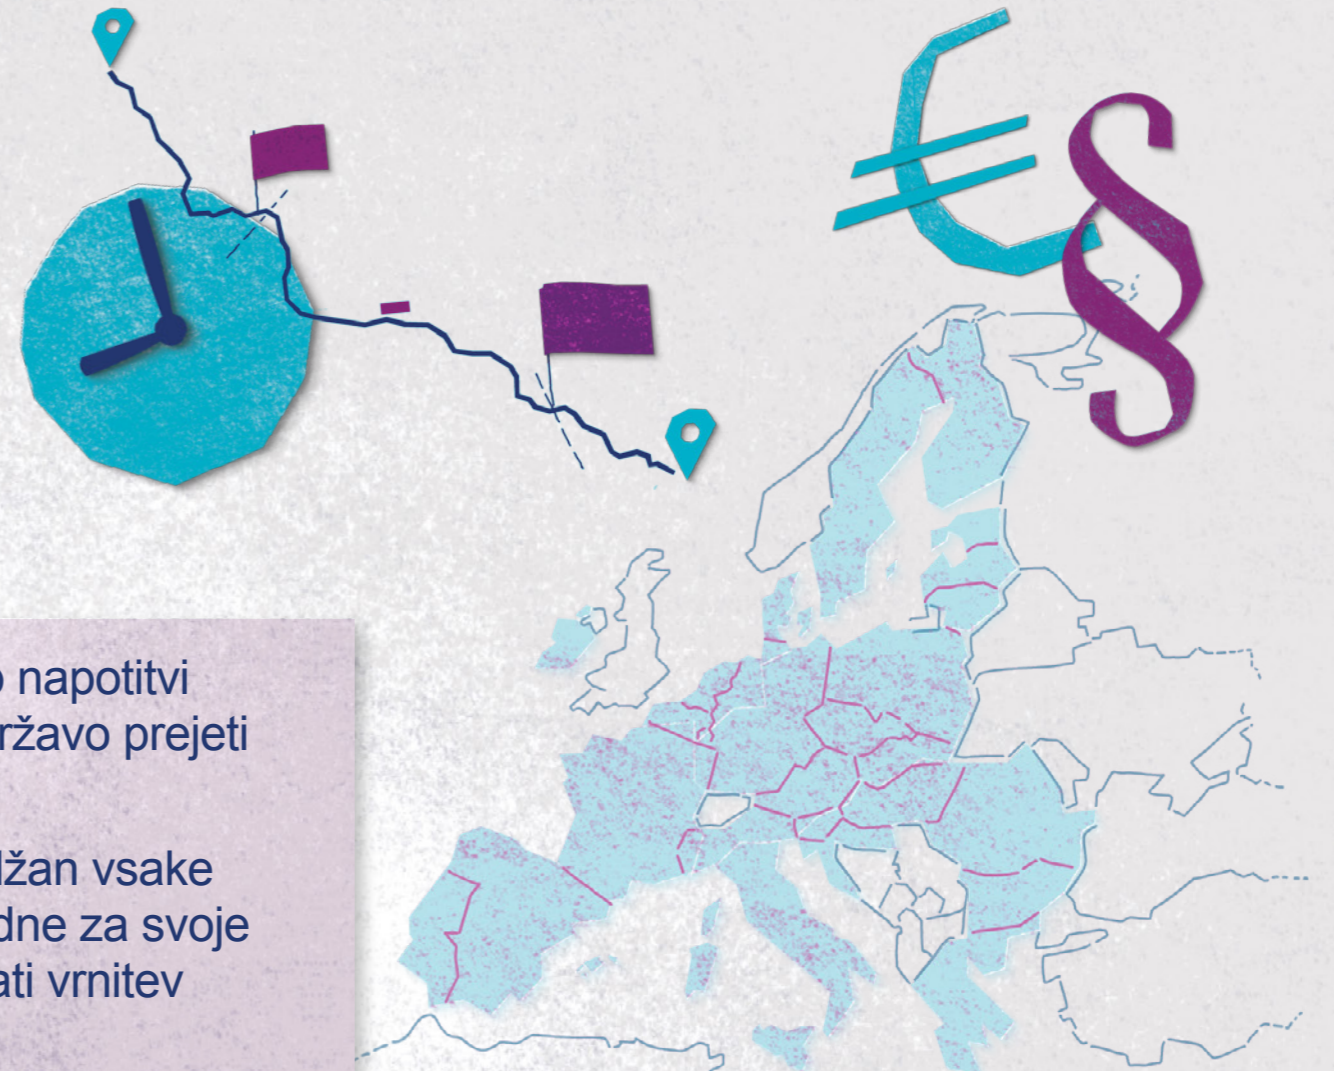 napotitvi
ržavo prejeti
lžan vsake
dne za svoje
ati vrnitev
€§